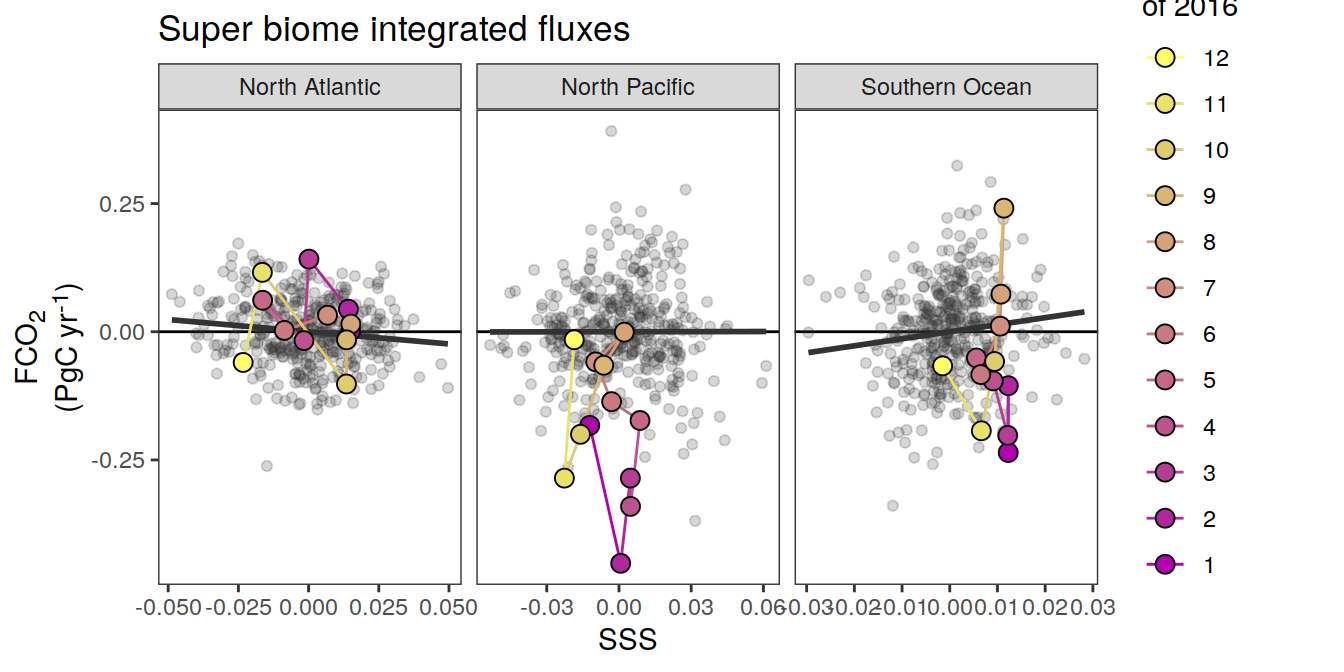 of 2016
Super biome integrated fluxes
North Atlantic
North Pacific
Southern Ocean
FCO2
(PgC yr-1)
0.25
0.00
-0.25
-0.050 -0.025 0.000 0.025 0.050
-0.03 0.00 0.03 0.06
-0.03 0.02 -0.01 0.00 0.01 0.02 0.03
SSS
12
11
10
9
8
7
6
5
4
3
2
1